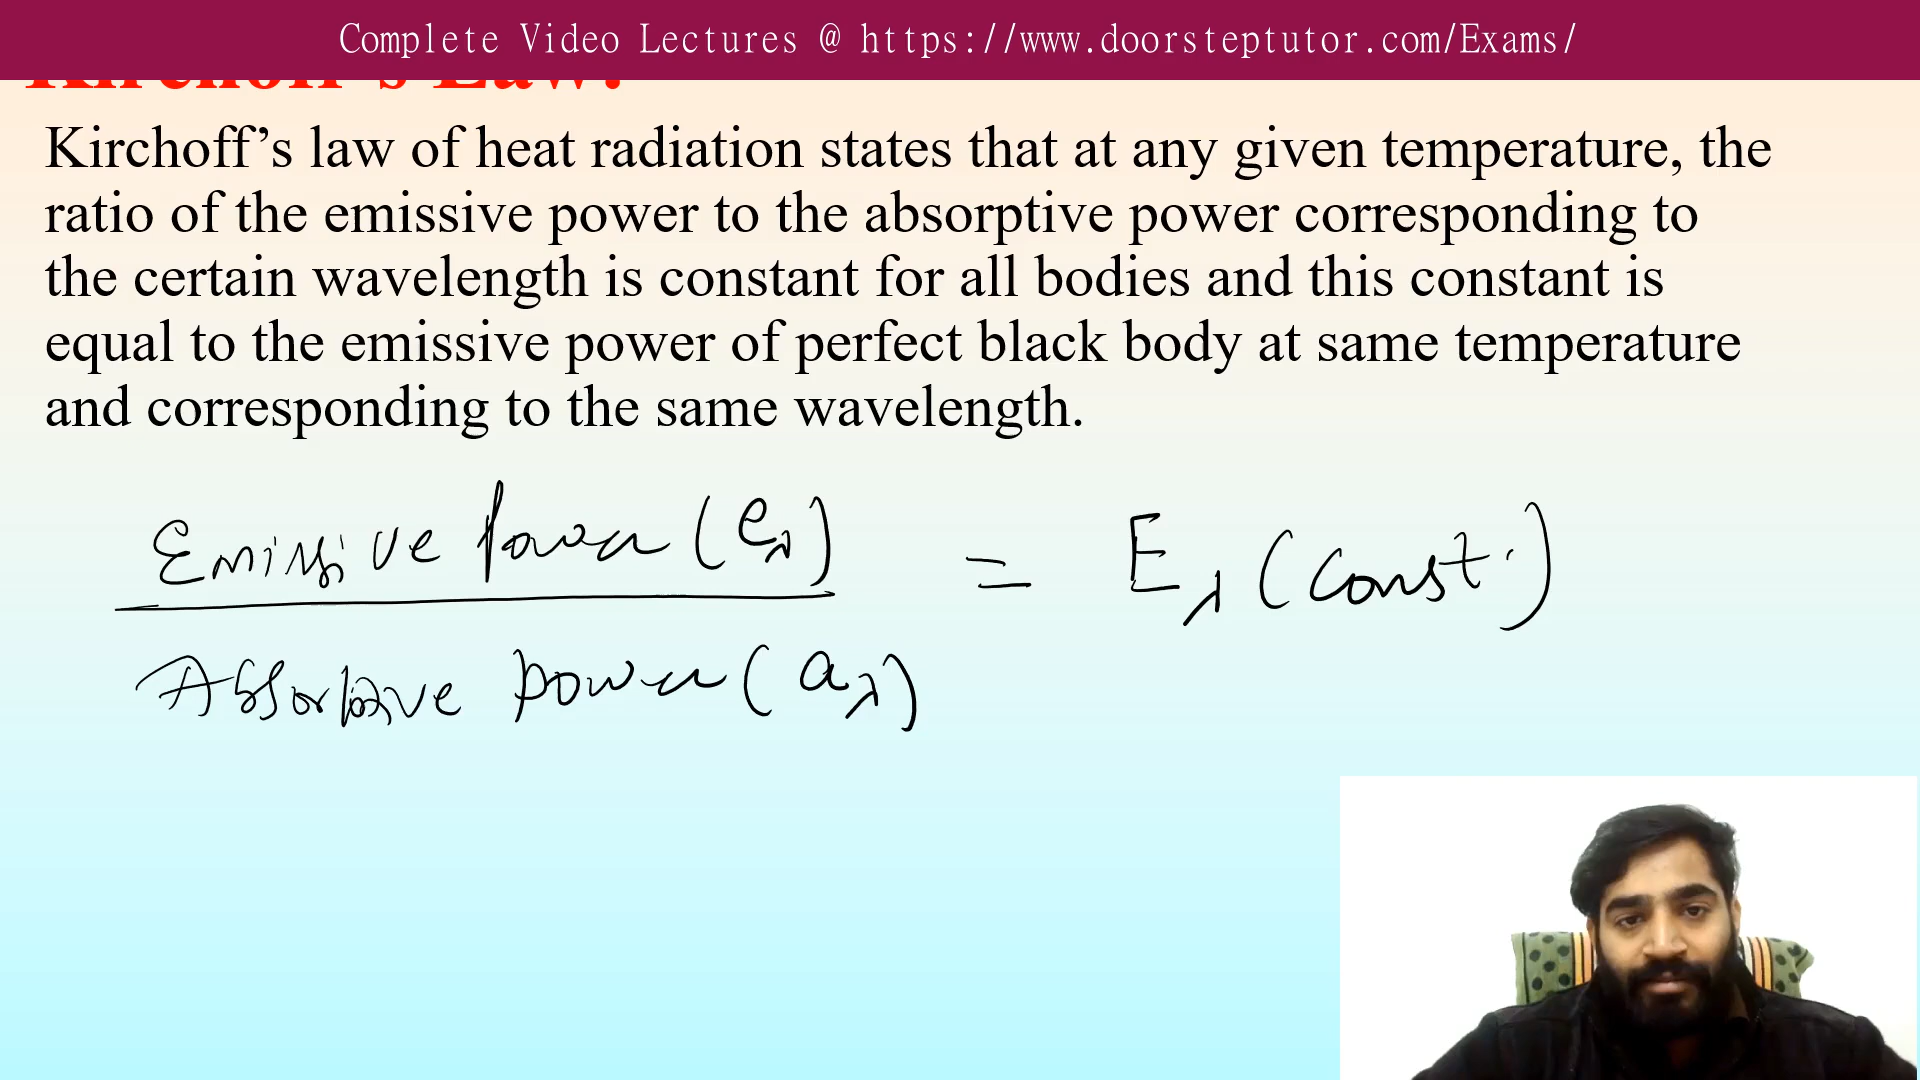 Complete Video Lectures @ https://www.doorsteptutor.com/Exams/
Kirchoff's Law:
Kirchoff’s law of heat radiation states that at any given temperature, the
ratio of the emissive power to the absorptive power corresponding to
the certain wavelength is constant for all bodies and this constant is
equal to the emissive power of perfect black body at same temperature
and corresponding to the same wavelength.
Emissive Power (eλ)
= Eλ (const.)
Absorptive power (aλ)